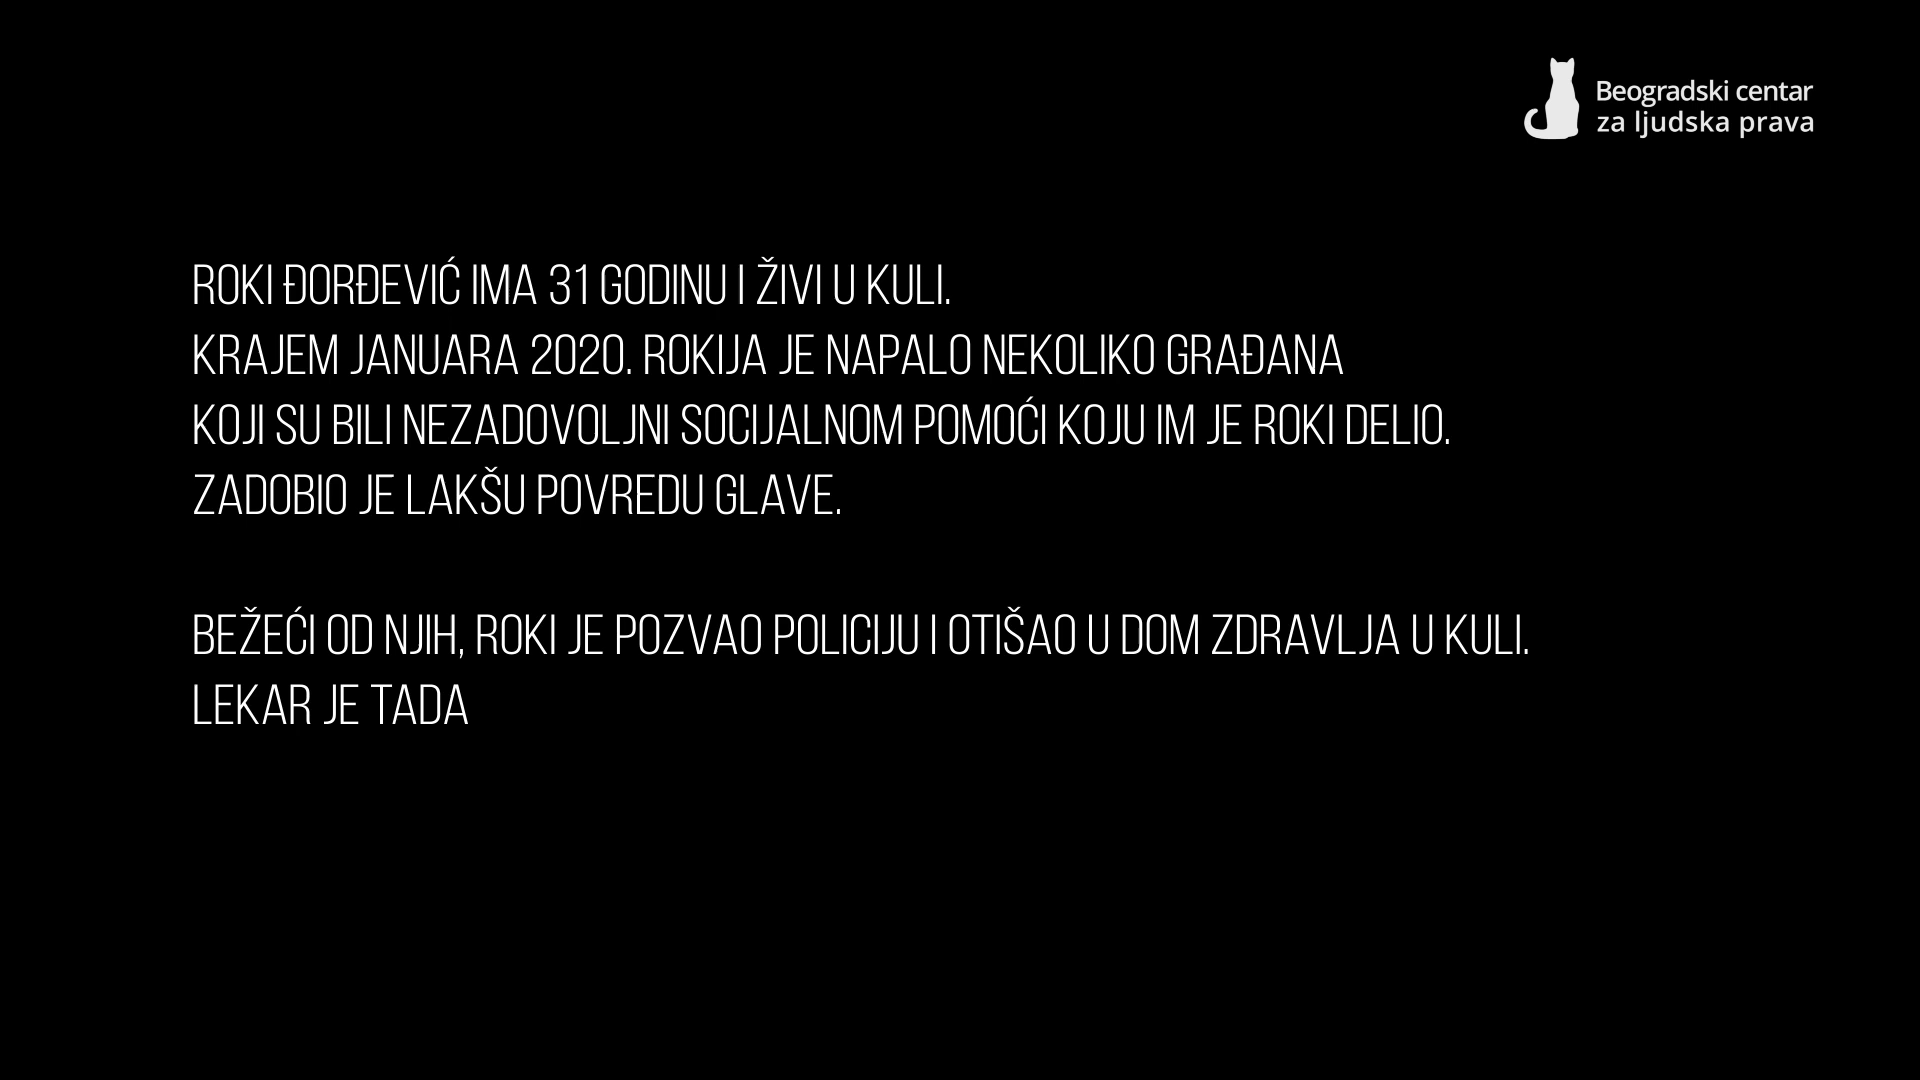 Beogradski centar
za ljudska prava
ROKI ĐORĐEVIĆ IMA 31 GODINU I ŽIVI U KULI.
KRAJEM JANUARA 2020. ROKIJA JE NAPALO NEKOLIKO GRAĐANA
KOJI SU BILI NEZADOVOLJNI SOCIJALNOM POMOĆI KOJU IM JE ROKI DELIO.
ZADOBIO JE LAKŠU POVREDU GLAVE.
BEŽEĆI OD NJIH, ROKI JE POZVAO POLICIJU I OTIŠAO U DOM ZDRAVLJA U KULI.
LEKAR JE TADA